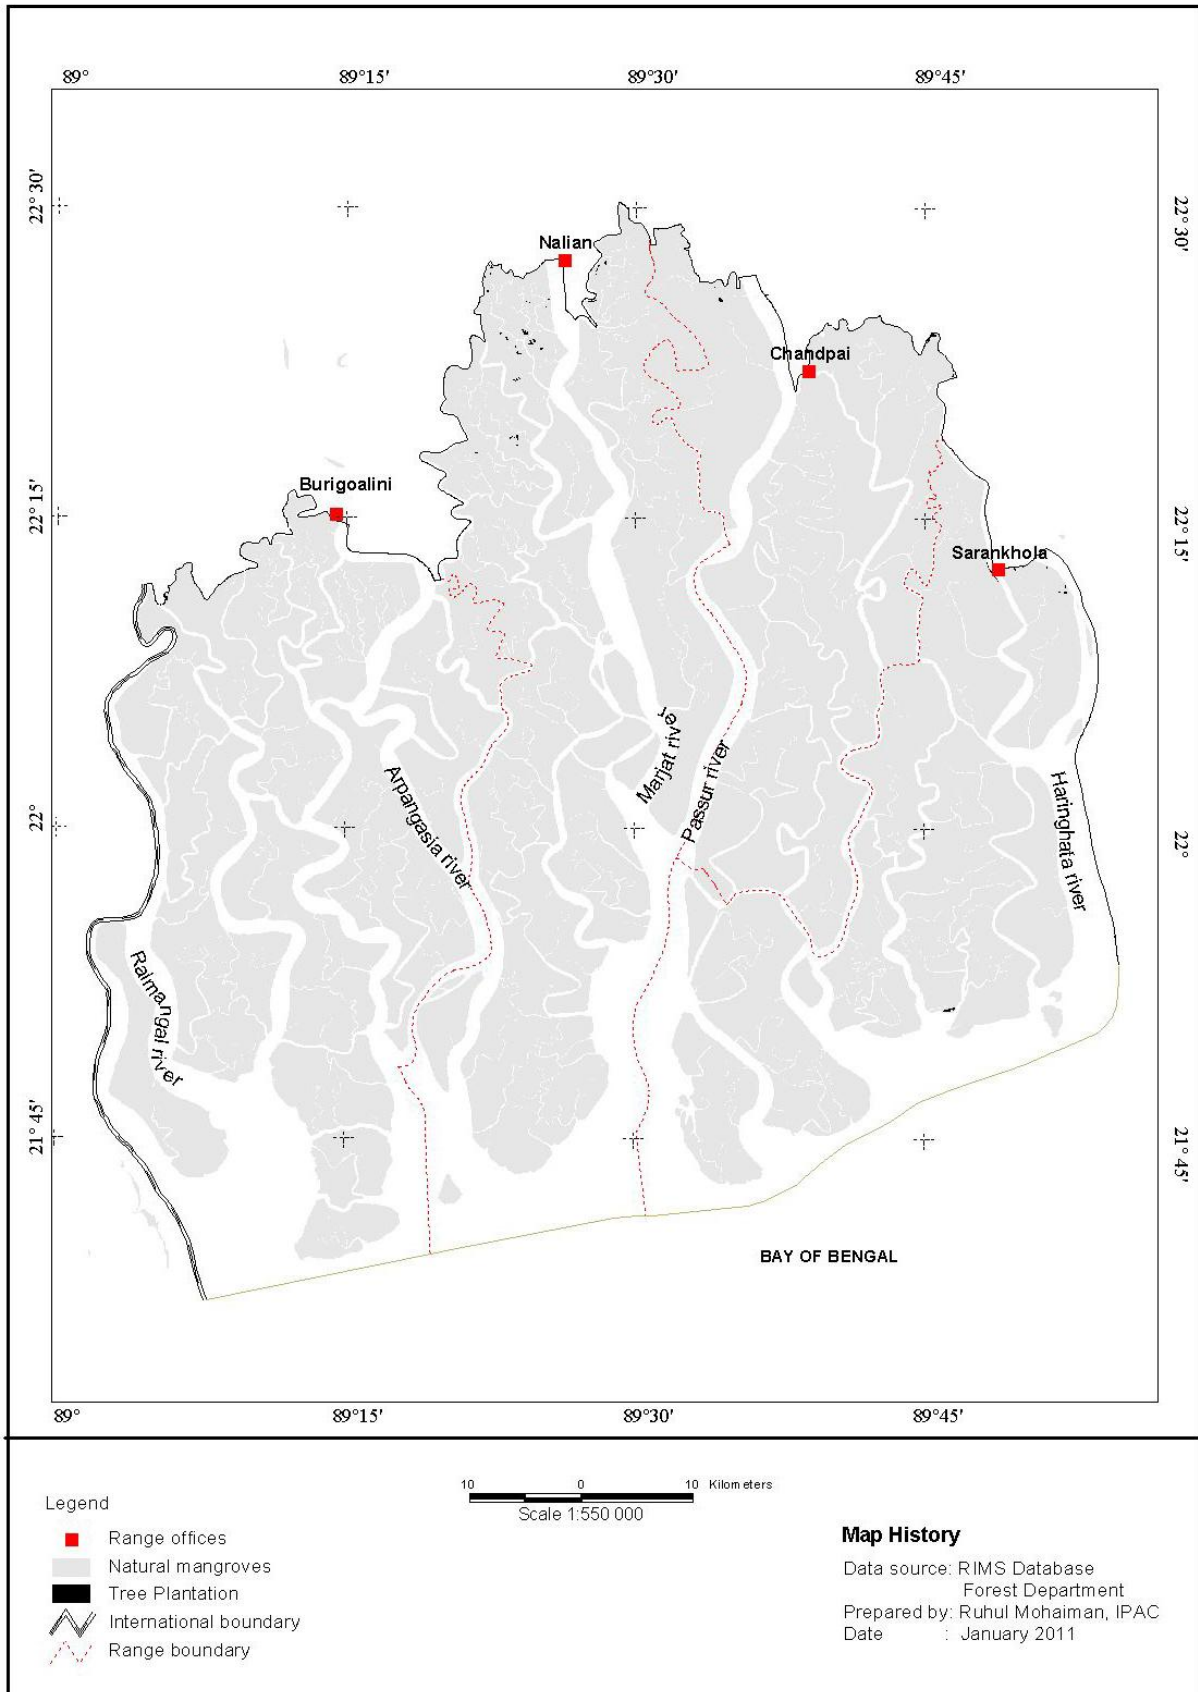 89° 89°15' 89°30' 89°45'
22° 30' 22° 30'
Nalian
Chandpai
Burigoalini
22° 15' 22° 15'
Sarankhola
Marjat river
Passur river
Arpangasia river
Haringhata river
22° 22°
Raimangal river
21° 45' 21° 45'
BAY OF BENGAL
89° 89°15' 89°30' 89°45'
10 0 10 Kilometers
Scale 1:550 000
Legend
Range offices
Natural mangroves
Tree Plantation
International boundary
Range boundary
Map History
Data source: RIMS Database
Forest Department
Prepared by: Ruhul Mohaiman, IPAC
Date : January 2011